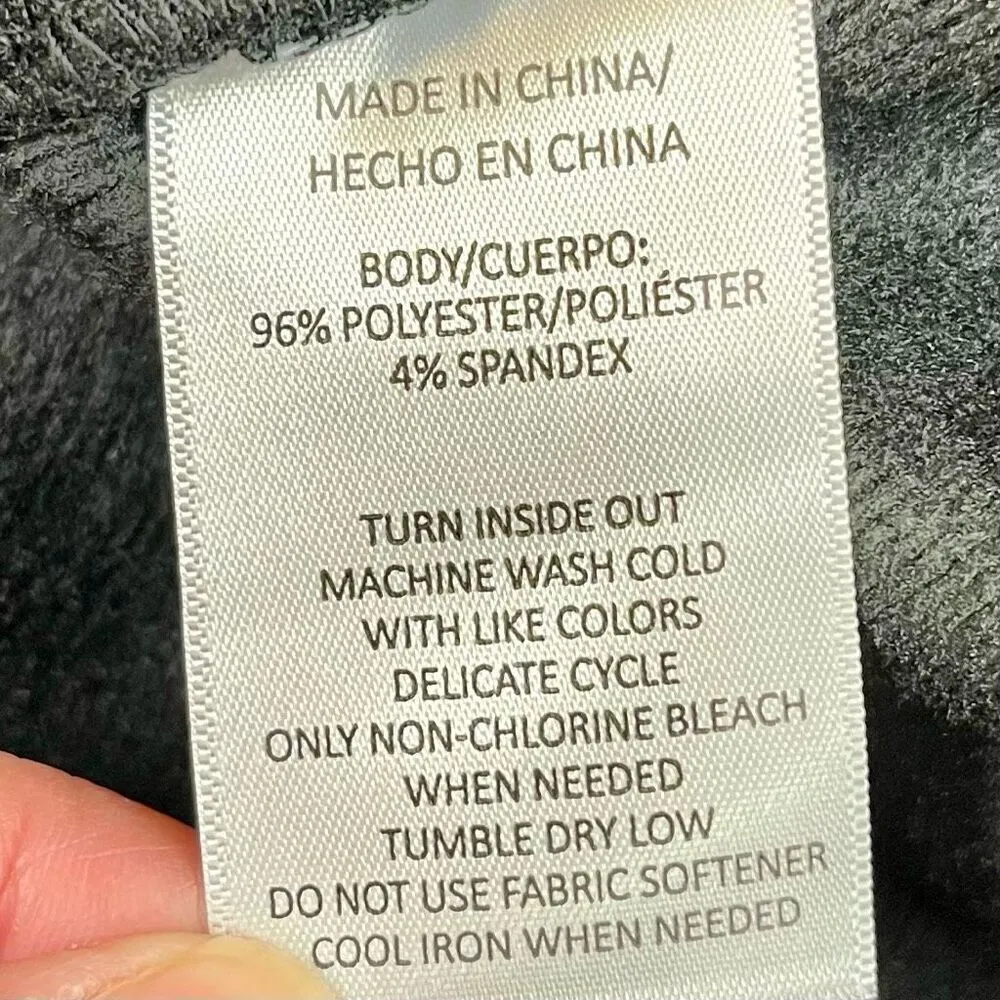 MADE IN CHINA/
HECHO EN CHINA
BODY/CUERPO:
96% POLYESTER/POLIÉSTER
4% SPANDEX
TURN INSIDE OUT
MACHINE WASH COLD
WITH LIKE COLORS
DELICATE CYCLE
ONLY NON-CHLORINE BLEACH
WHEN NEEDED
TUMBLE DRY LOW
DO NOT USE FABRIC SOFTENER
COOL IRON WHEN NEEDED